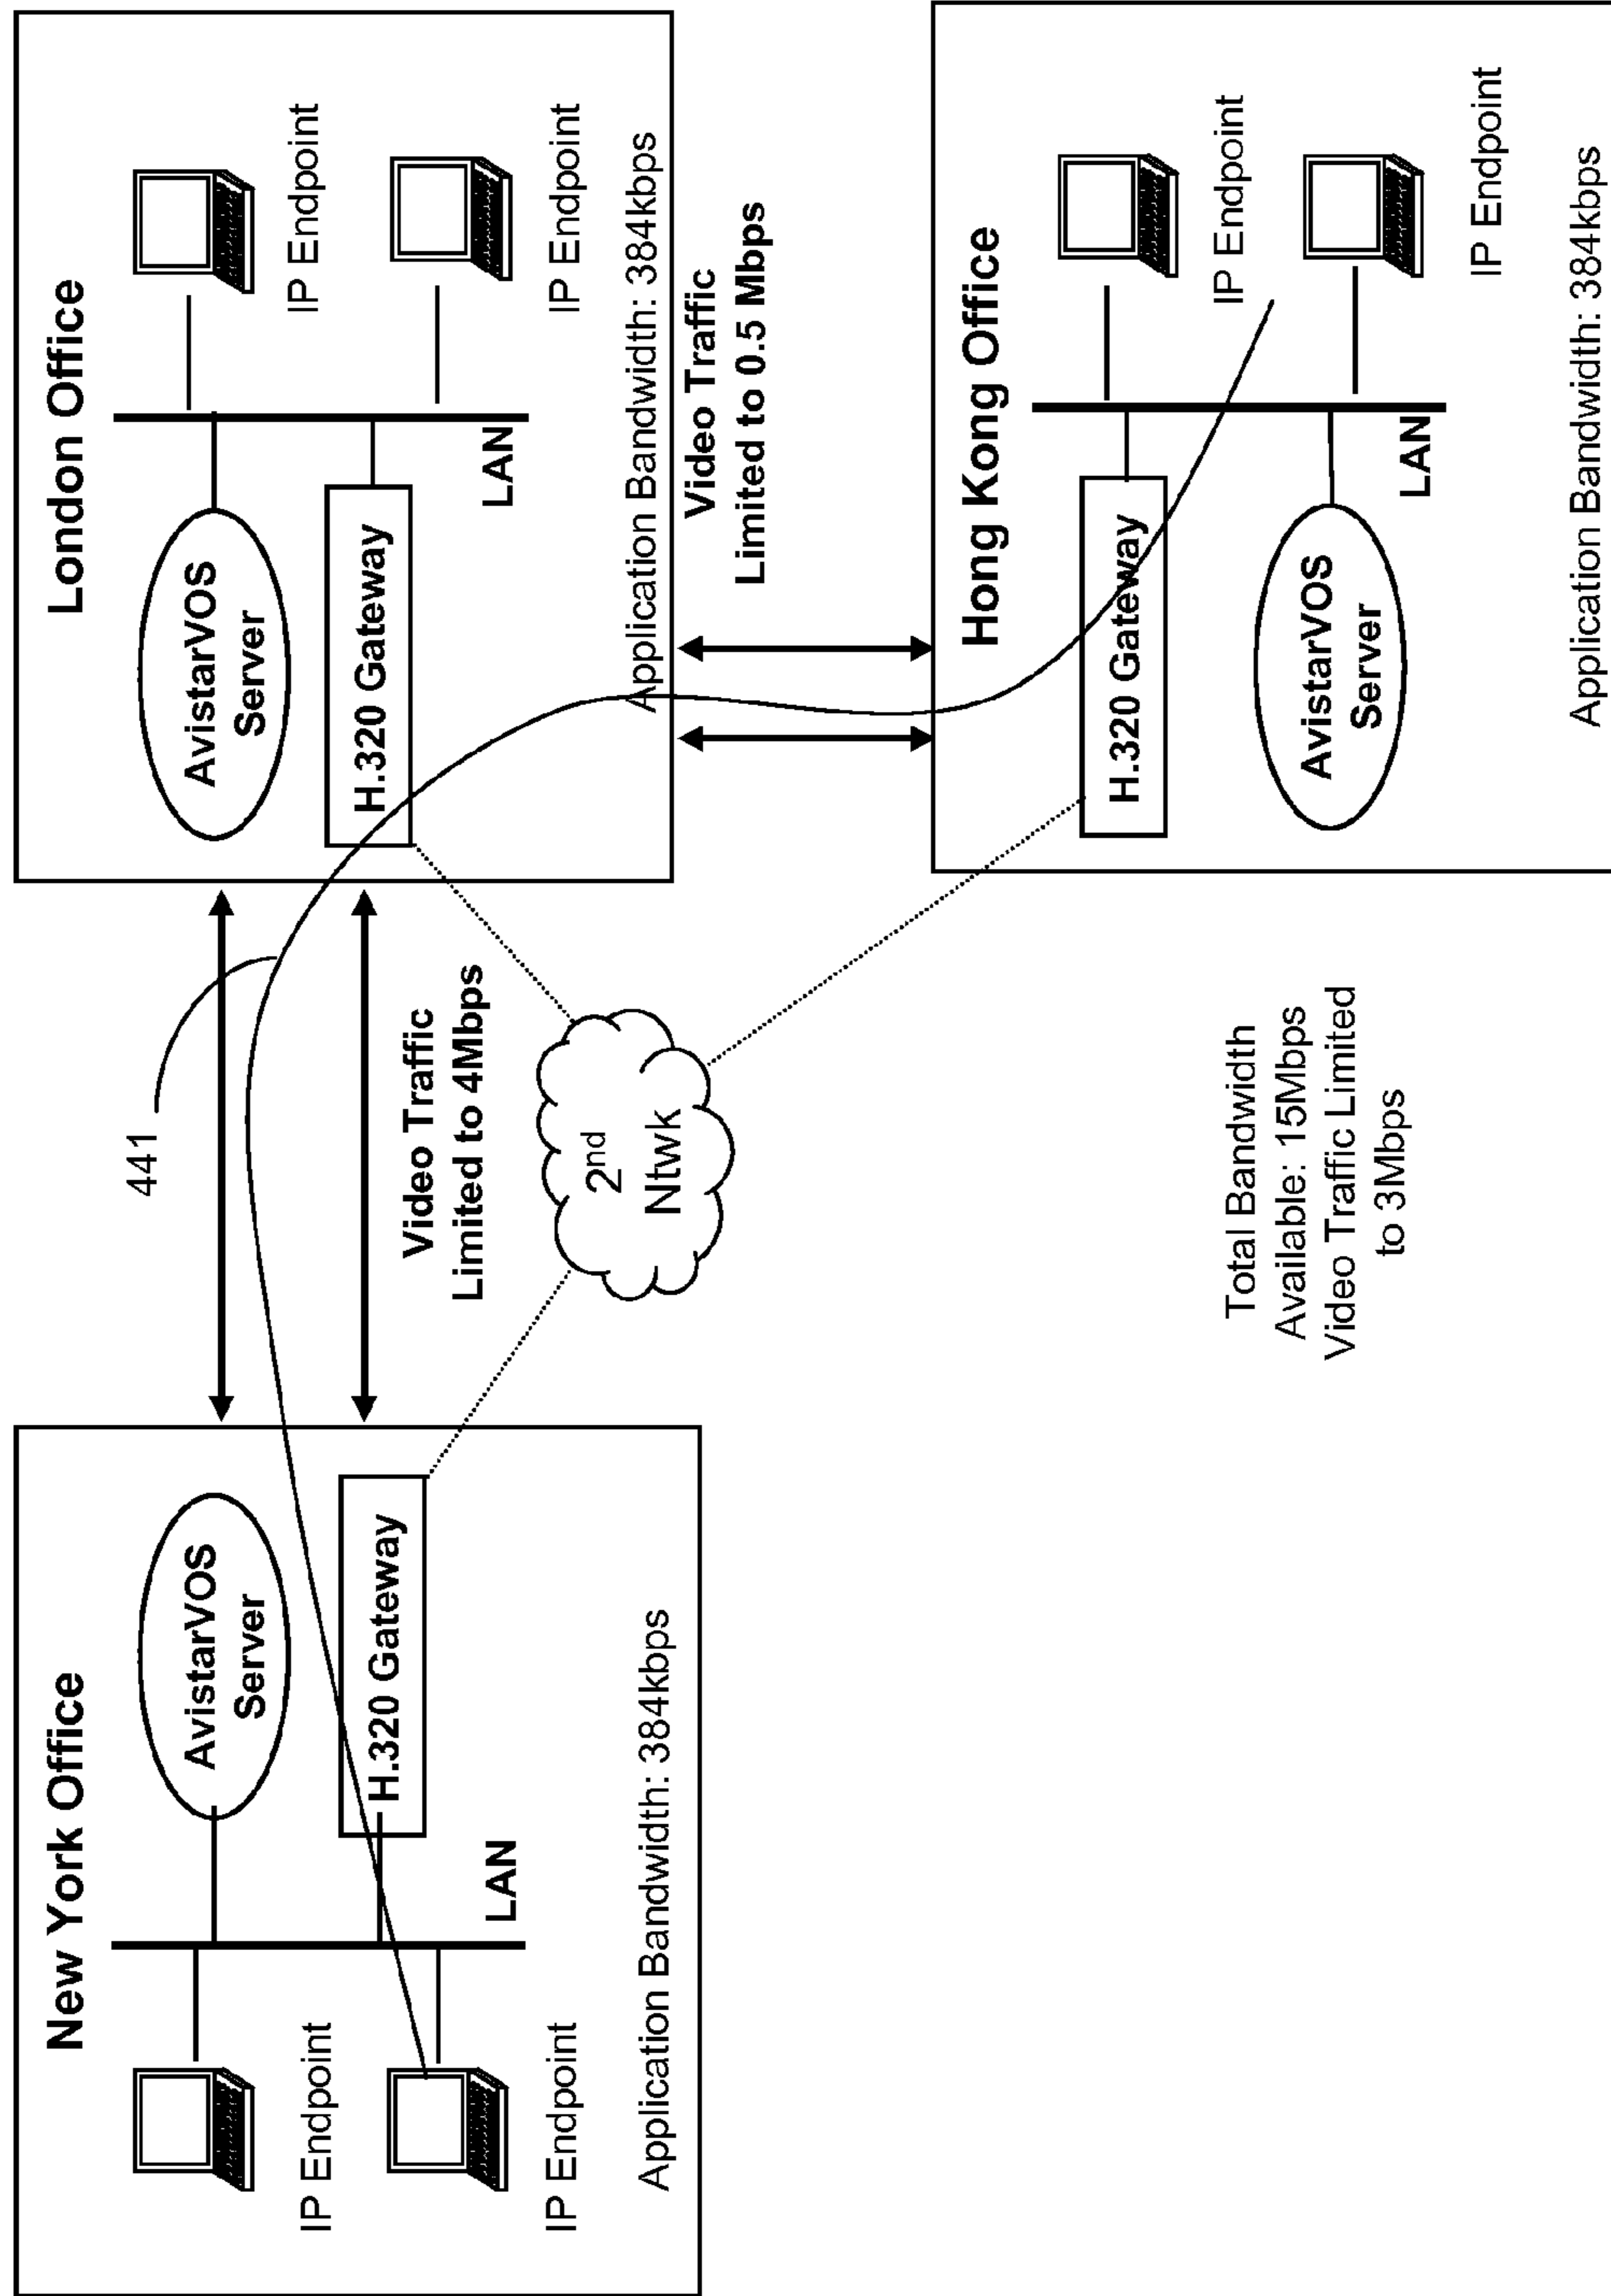 New York Office
AvistarVOS
Server
H.320 Gateway
LAN
IP Endpoint
IP Endpoint
Application Bandwidth: 384kbps
441
Video Traffic
Limited to 4Mbps
2nd
Ntwk
London Office
AvistarVOS
Server
H.320 Gateway
LAN
IP Endpoint
IP Endpoint
Application Bandwidth: 384kbps
Video Traffic
Limited to 0.5 Mbps
Hong Kong Office
H.320 Gateway
IP Endpoint
AvistarVOS
Server
LAN
IP Endpoint
Application Bandwidth: 384kbps
Total Bandwidth
Available: 15Mbps
Video Traffic Limited
to 3Mbps